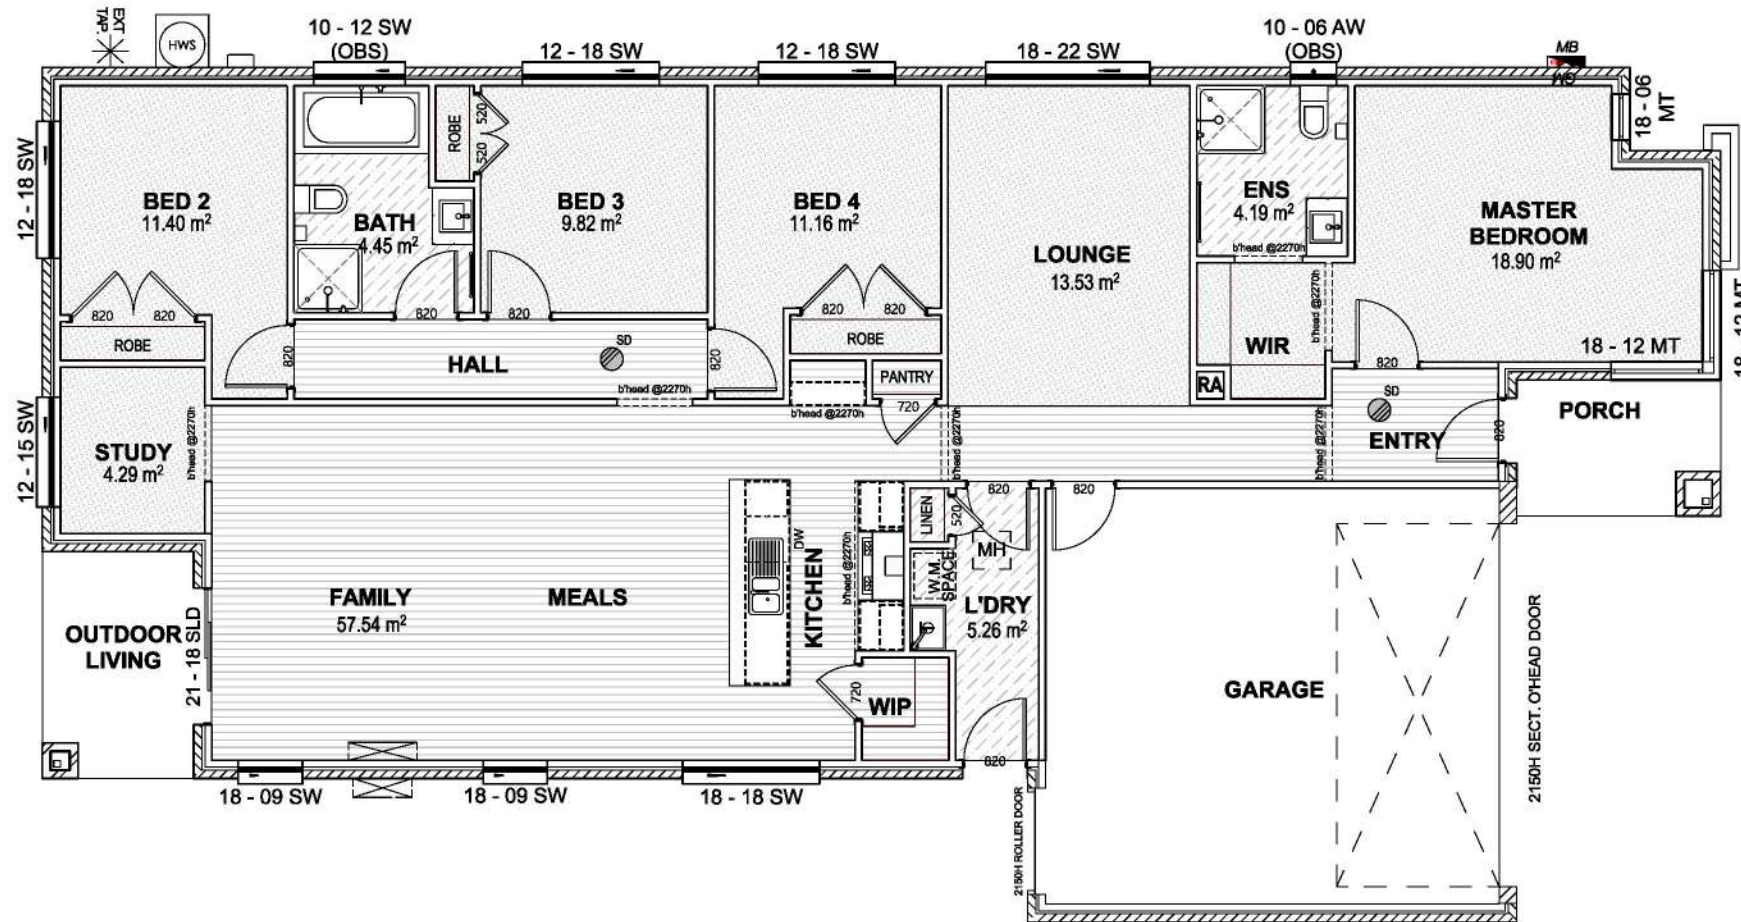 EXT
TAP.
HWS
10 - 12 SW
(OBS)
12 - 18 SW
12 - 18 SW
18 - 22 SW
10 - 06 AW
(OBS)
MB
GM
18 - 06
MT
12 - 18 SW
BED 2
11.40 m²
820
820
ROBE
BATH
4.45 m²
820
ROBE
520
520
BED 3
9.82 m²
820
BED 4
11.16 m²
820
820
ROBE
LOUNGE
13.53 m²
ENS
4.19 m²
b'head @2270h
MASTER
BEDROOM
18.90 m²
b'head @2270h
WIR
RA
820
18 - 12 MT
18 - 12 MT
820
HALL
SD
b'head @2270h
820
PANTRY
720
b'head @2270h
SD
ENTRY
820
PORCH
12 - 15 SW
STUDY
4.29 m²
b'head @2270h
b'head @2270h
b'head @2270h
FAMILY
57.54 m²
MEALS
DW
KITCHEN
b'head @2270h
LINEN
520
820
820
MH
W.M.
SPACE
L'DRY
5.26 m²
720
WIP
820
GARAGE
2150H SECT. O'HEAD DOOR
2150H ROLLER DOOR
OUTDOOR
LIVING
21 - 18 SLD
18 - 09 SW
18 - 09 SW
18 - 18 SW